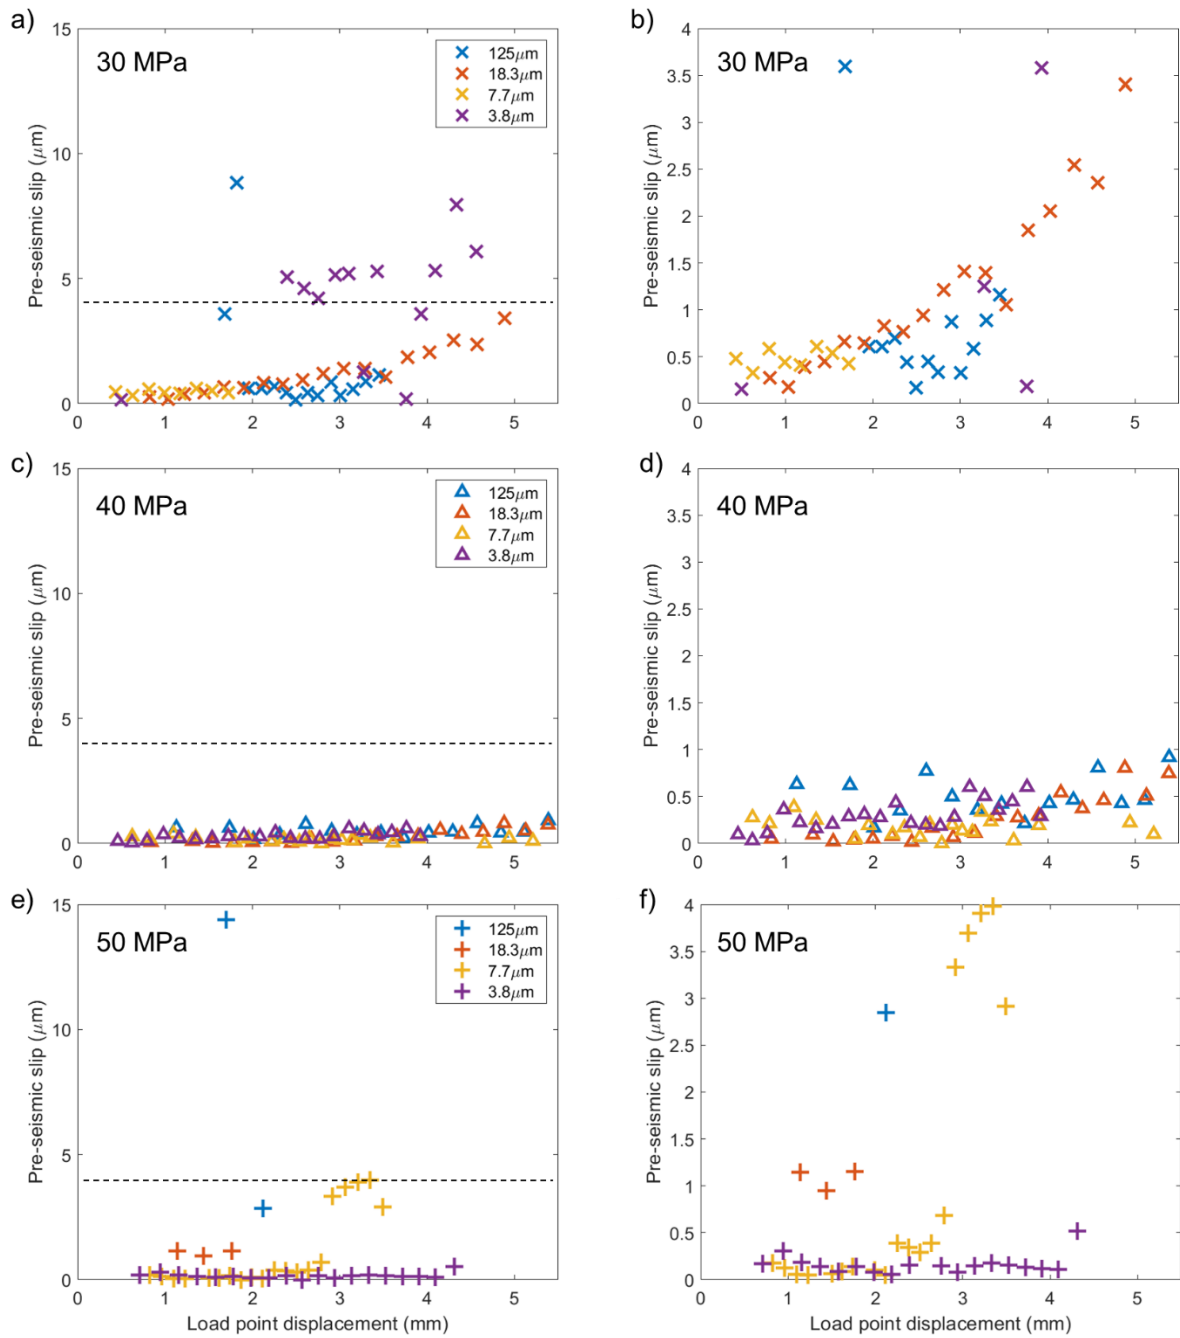 a)
15
10
5
0
Pre-seismic slip (μm)
30 MPa
125μm
18.3μm
7.7μm
3.8μm
0
1
2
3
4
5
b)
4
3.5
3
2.5
2
1.5
1
0.5
0
Pre-seismic slip (μm)
30 MPa
0
1
2
3
4
5
c)
15
10
5
0
Pre-seismic slip (μm)
40 MPa
125μm
18.3μm
7.7μm
3.8μm
0
1
2
3
4
5
d)
4
3.5
3
2.5
2
1.5
1
0.5
0
Pre-seismic slip (μm)
40 MPa
0
1
2
3
4
5
e)
15
10
5
0
Pre-seismic slip (μm)
50 MPa
125μm
18.3μm
7.7μm
3.8μm
0
1
2
3
4
5
Load point displacement (mm)
f)
4
3.5
3
2.5
2
1.5
1
0.5
0
Pre-seismic slip (μm)
50 MPa
0
1
2
3
4
5
Load point displacement (mm)